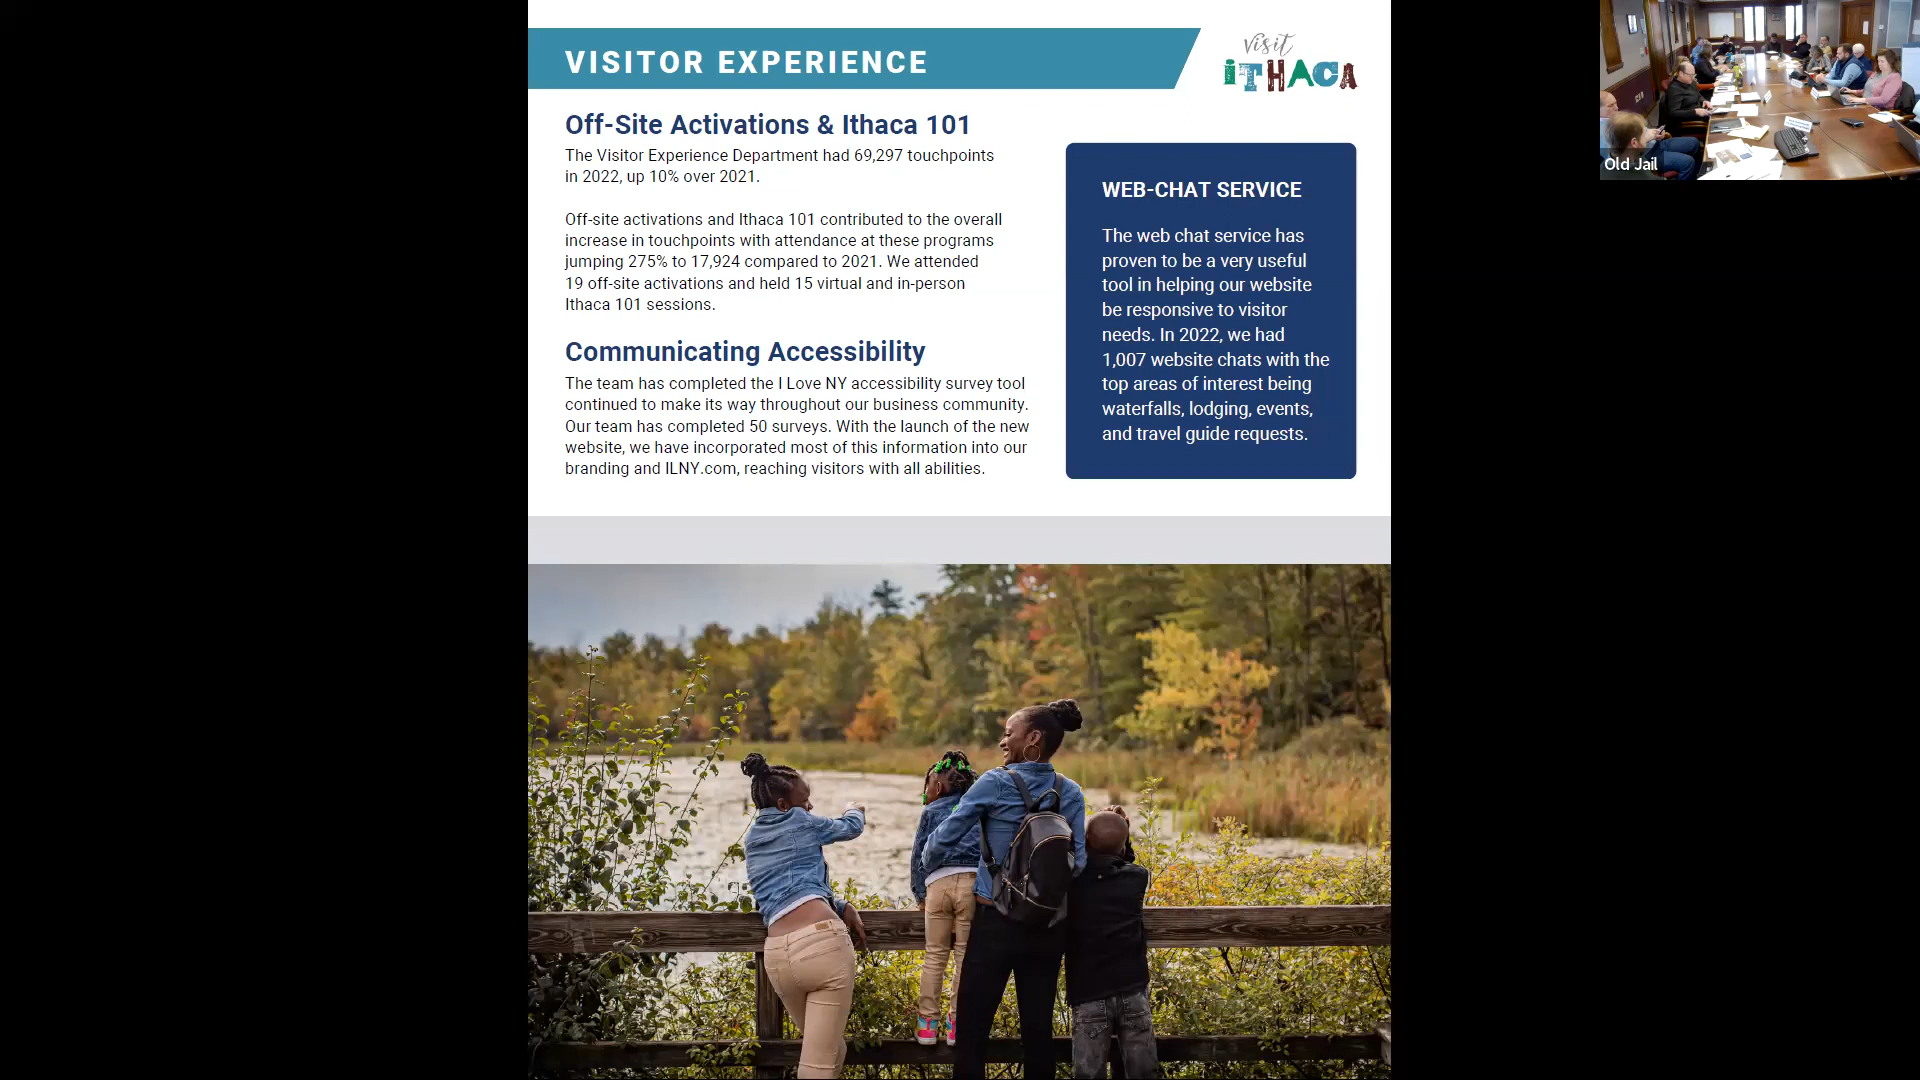 VISITOR EXPERIENCE
Visit
ITHACA
Off-Site Activations & Ithaca 101
The Visitor Experience Department had 69,297 touchpoints
in 2022, up 10% over 2021.
Off-site activations and Ithaca 101 contributed to the overall
increase in touchpoints with attendance at these programs
jumping 275% to 17,924 compared to 2021. We attended
19 off-site activations and held 15 virtual and in-person
Ithaca 101 sessions.
Communicating Accessibility
The team has completed the I Love NY accessibility survey tool
continued to make its way throughout our business community.
Our team has completed 50 surveys. With the launch of the new
website, we have incorporated most of this information into our
branding and ILNY.com, reaching visitors with all abilities.
WEB-CHAT SERVICE
The web chat service has
proven to be a very useful
tool in helping our website
be responsive to visitor
needs. In 2022, we had
1,007 website chats with the
top areas of interest being
waterfalls, lodging, events,
and travel guide requests.
Old Jail